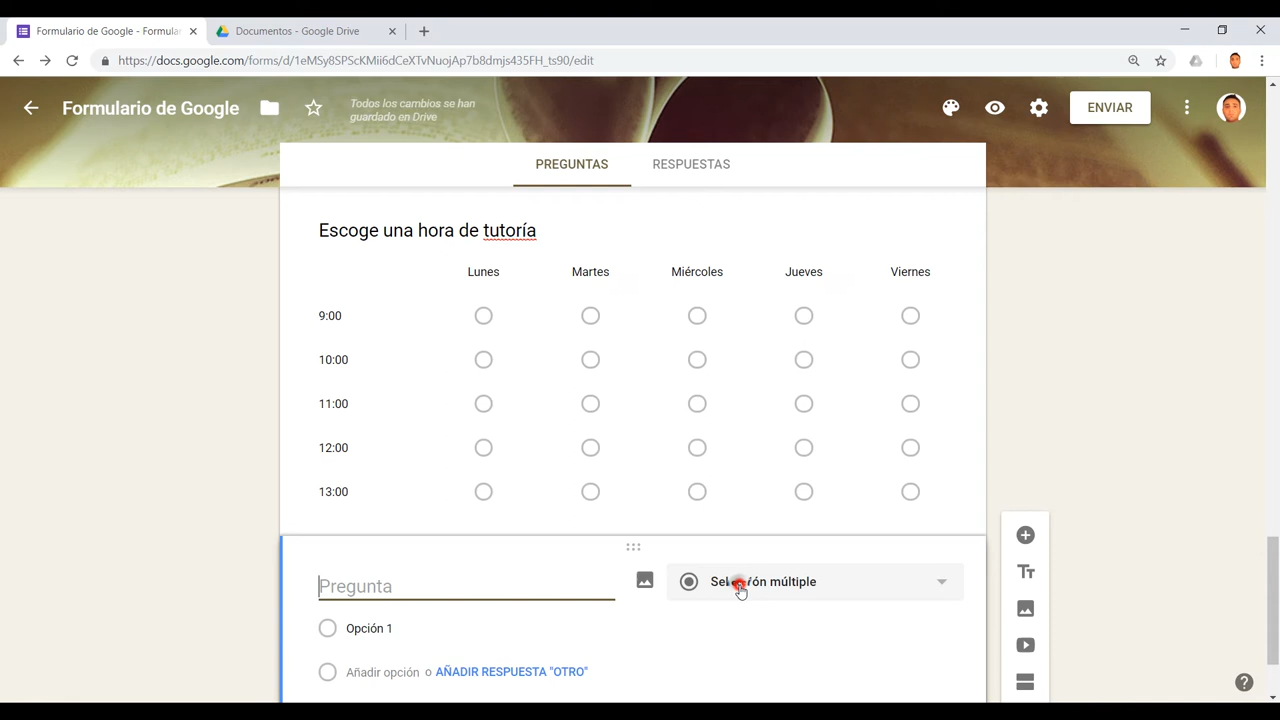 Formulario de Google - Formula
Documentos - Google Drive
https://docs.google.com/forms/d/1eMSy8SPScKMii6dCeXTvNuojAp7b8dmjs435FH_ts90/edit
Formulario de Google
Todos los cambios se han
guardado en Drive
ENVIAR
PREGUNTAS
RESPUESTAS
Escoge una hora de tutoría
Lunes Martes Miércoles Jueves Viernes
9:00
10:00
11:00
12:00
13:00
Pregunta
Selección múltiple
Opción 1
Añadir opción o AÑADIR RESPUESTA "OTRO"